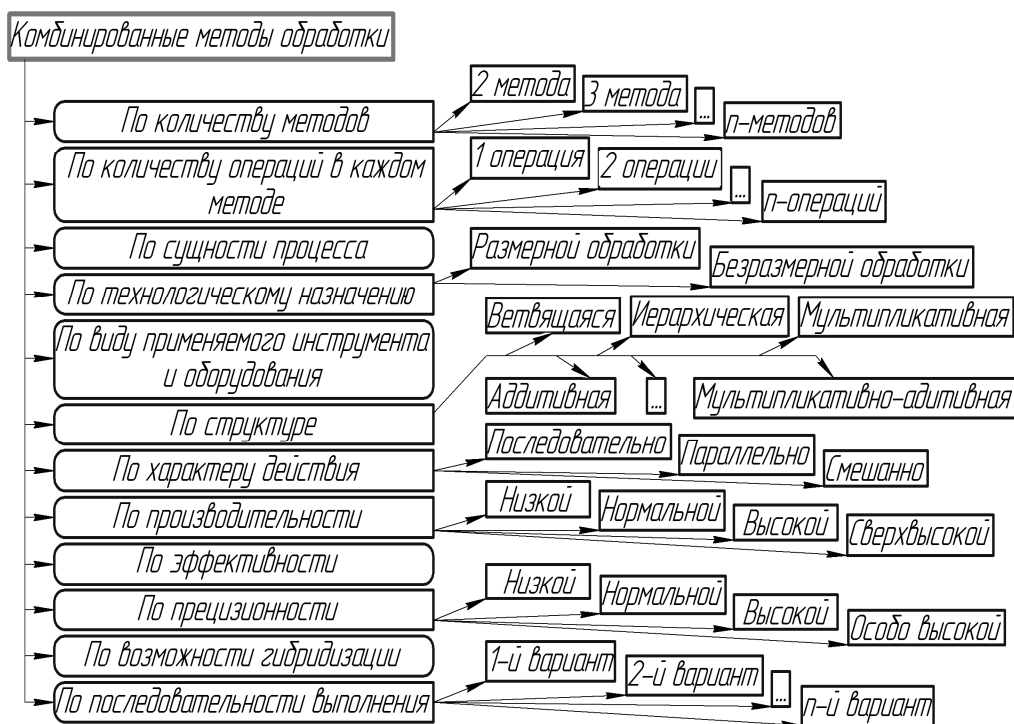 Комбинированные методы обработки
По количеству методов
2 метода
3 метода
...
n-методов
По количеству операций в каждом
методе
1 операция
2 операции
...
n-операций
По сущности процесса
По технологическому назначению
Размерной обработки
Безразмерной обработки
По виду применяемого инструмента
и оборудования
По структуре
Ветвящаяся
Иерархическая
Мультипликативная
Аддитивная
...
Мультипликативно-адитивная
По характеру действия
Последовательно
Параллельно
Смешанно
По производительности
Низкой
Нормальной
Высокой
Сверхвысокой
По эффективности
По прецизионности
Низкой
Нормальной
Высокой
Особо высокой
По возможности гибридизации
По последовательности выполнения
1-й вариант
2-й вариант
...
n-й вариант